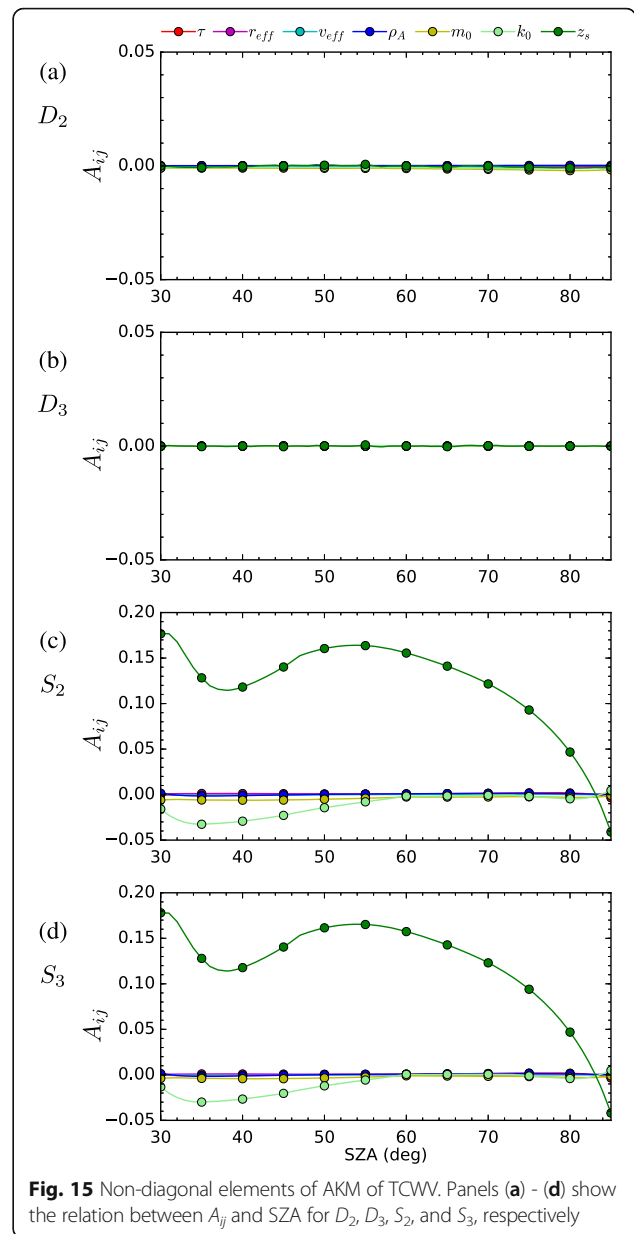 τ r_eff v_eff ρ_A m_0 k_0 z_s
(a)
D_2
A_ij
0.05
0.00
−0.05
30 40 50 60 70 80
(b)
D_3
A_ij
0.05
0.00
−0.05
30 40 50 60 70 80
(c)
S_2
A_ij
0.20
0.15
0.10
0.05
0.00
−0.05
30 40 50 60 70 80
(d)
S_3
A_ij
0.20
0.15
0.10
0.05
0.00
−0.05
30 40 50 60 70 80
SZA (deg)
Fig. 15 Non-diagonal elements of AKM of TCWV. Panels (a) - (d) show
the relation between A_ij and SZA for D_2, D_3, S_2, and S_3, respectively